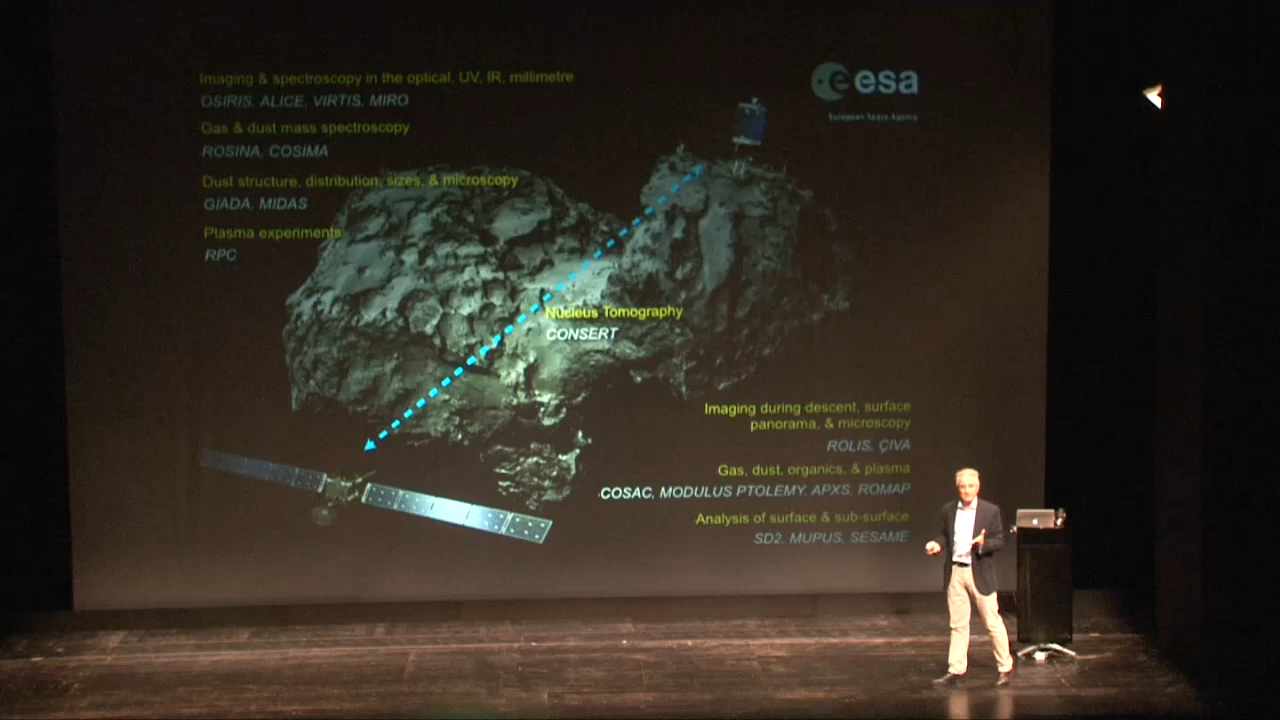 Imaging & spectroscopy in the optical, UV, IR, millimetre
OSIRIS, ALICE, VIRTIS, MIRO
Gas & dust mass spectroscopy
ROSINA, COSIMA
Dust structure, distribution, sizes, & microscopy
GIADA, MIDAS
Plasma experiments
RPC
esa
European Space Agency
Nucleus Tomography
CONSERT
Imaging during descent, surface
panorama, & microscopy
ROLIS, ÇIVA
Gas, dust, organics, & plasma
COSAC, MODULUS PTOLEMY, APXS, ROMAP
Analysis of surface & sub-surface
SD2, MUPUS, SESAME